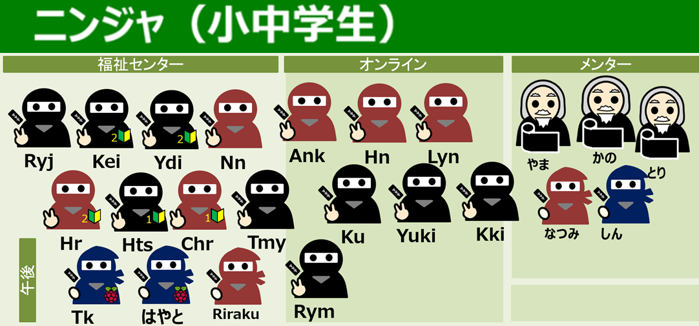 ニンジャ（小中学生）
福祉センター
オンライン
メンター
Ryj
2
Kei
2
Ydi
Nn
Ank
Hn
Lyn
やま
かの
とり
2
Hr
1
Hts
1
Chr
Tmy
Ku
Yuki
Kki
なつみ
しん
午後
Tk
はやと
Riraku
Rym